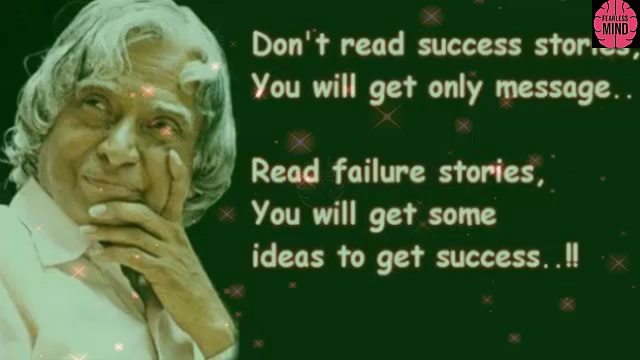 FEARLESS
MIND
Don't read success stories,
You will get only message..
Read failure stories,
You will get some
ideas to get success..!!